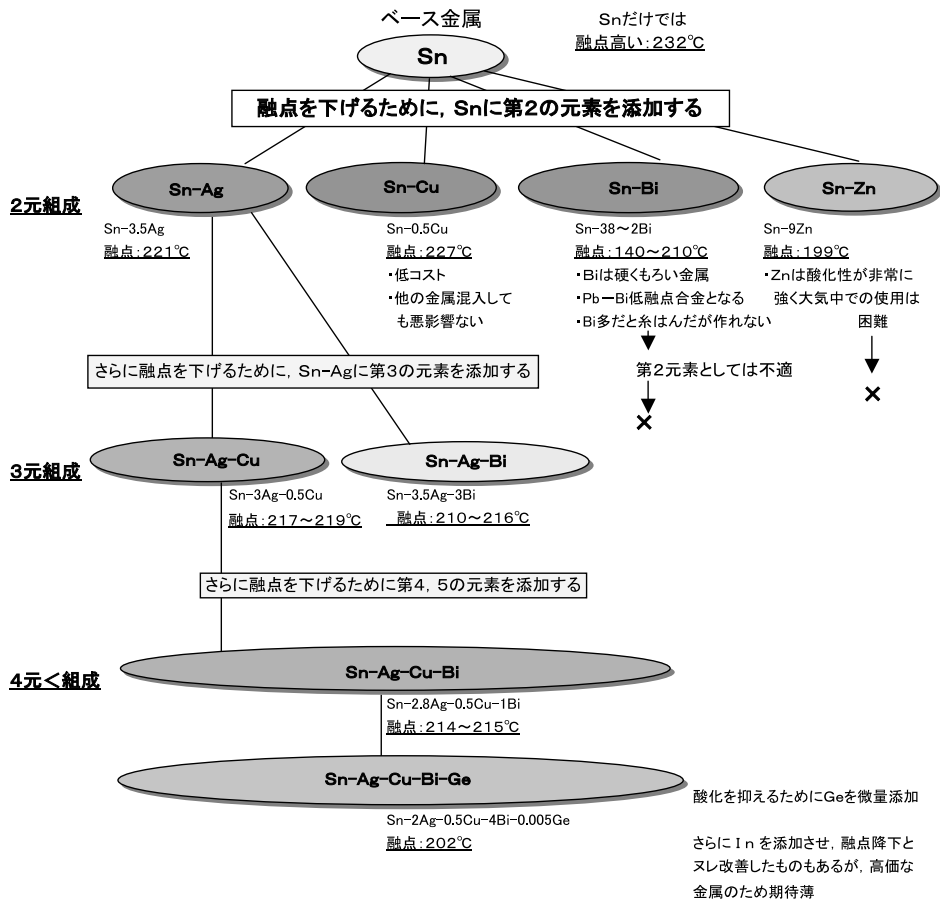 ベース金属
Snだけでは
融点高い:232℃
Sn
融点を下げるために,Snに第2の元素を添加する
2元組成
Sn-Ag
Sn-3.5Ag
融点:221℃
Sn-Cu
Sn-0.5Cu
融点:227℃
・低コスト
・他の金属混入して
も悪影響ない
Sn-Bi
Sn-38～2Bi
融点:140～210℃
・Biは硬くもろい金属
・Pb－Bi低融点合金となる
・Bi多だと糸はんだが作れない
第2元素としては不適
×
Sn-Zn
Sn-9Zn
融点:199℃
・Znは酸化性が非常に
強く大気中での使用は
困難
×
さらに融点を下げるために,Sn-Agに第3の元素を添加する
3元組成
Sn-Ag-Cu
Sn-3Ag-0.5Cu
融点:217～219℃
Sn-Ag-Bi
Sn-3.5Ag-3Bi
融点:210～216℃
さらに融点を下げるために第4,5の元素を添加する
4元＜組成
Sn-Ag-Cu-Bi
Sn-2.8Ag-0.5Cu-1Bi
融点:214～215℃
Sn-Ag-Cu-Bi-Ge
Sn-2Ag-0.5Cu-4Bi-0.005Ge
融点:202℃
酸化を抑えるためにGeを微量添加
さらにInを添加させ,融点降下と
ヌレ改善したものもあるが,高価な
金属のため期待薄